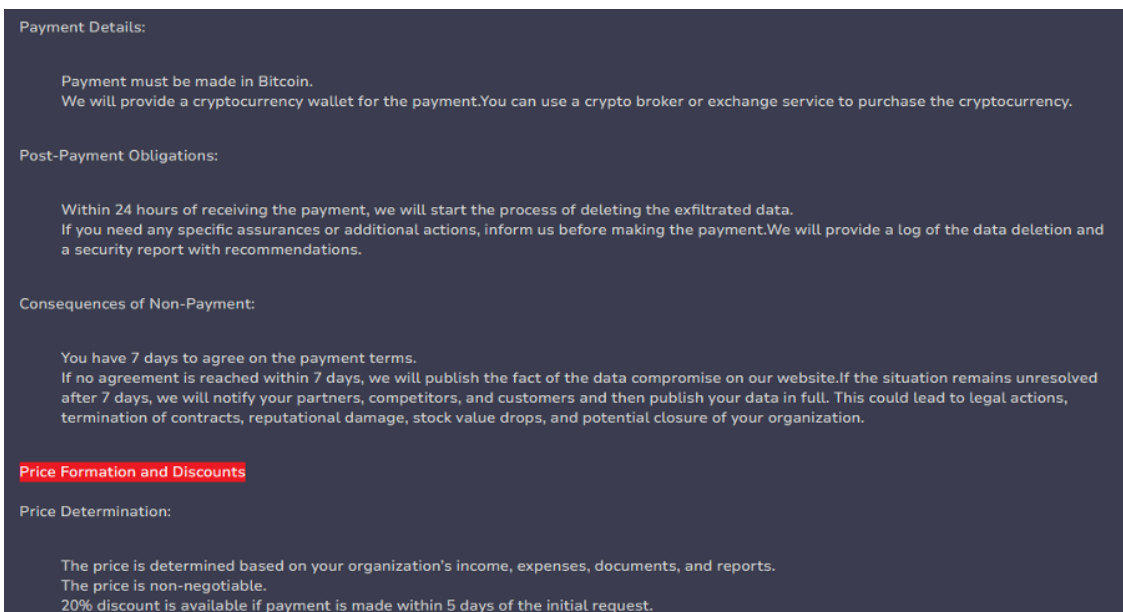 Payment Details:
Payment must be made in Bitcoin.
We will provide a cryptocurrency wallet for the payment.You can use a crypto broker or exchange service to purchase the cryptocurrency.
Post-Payment Obligations:
Within 24 hours of receiving the payment, we will start the process of deleting the exfiltrated data.
If you need any specific assurances or additional actions, inform us before making the payment.We will provide a log of the data deletion and
a security report with recommendations.
Consequences of Non-Payment:
You have 7 days to agree on the payment terms.
If no agreement is reached within 7 days, we will publish the fact of the data compromise on our website.If the situation remains unresolved
after 7 days, we will notify your partners, competitors, and customers and then publish your data in full. This could lead to legal actions,
termination of contracts, reputational damage, stock value drops, and potential closure of your organization.
Price Formation and Discounts
Price Determination:
The price is determined based on your organization's income, expenses, documents, and reports.
The price is non-negotiable.
20% discount is available if payment is made within 5 days of the initial request.